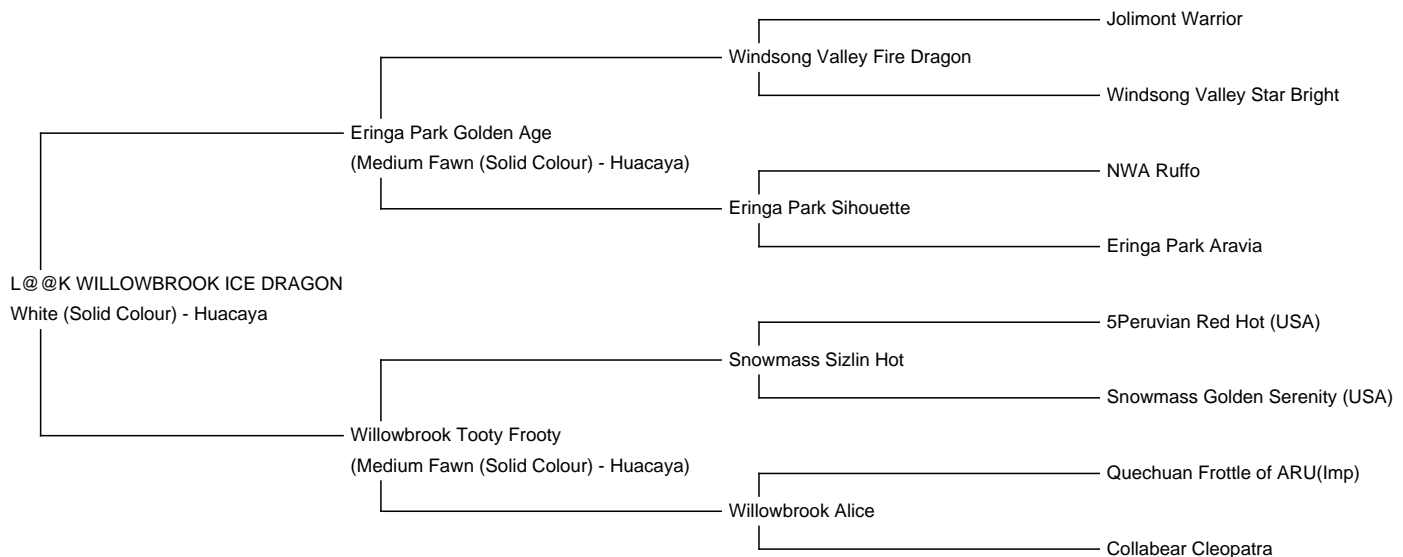 Jolimont Warrior
Windsong Valley Fire Dragon
Windsong Valley Star Bright
Eringa Park Golden Age
(Medium Fawn (Solid Colour) - Huacaya)
NWA Ruffo
Eringa Park Sihouette
Eringa Park Aravia
L@@K WILLOWBROOK ICE DRAGON
White (Solid Colour) - Huacaya
5Peruvian Red Hot (USA)
Snowmass Sizlin Hot
Snowmass Golden Serenity (USA)
Willowbrook Tooty Frooty
(Medium Fawn (Solid Colour) - Huacaya)
Quechuan Frottle of ARU(Imp)
Willowbrook Alice
Collabear Cleopatra